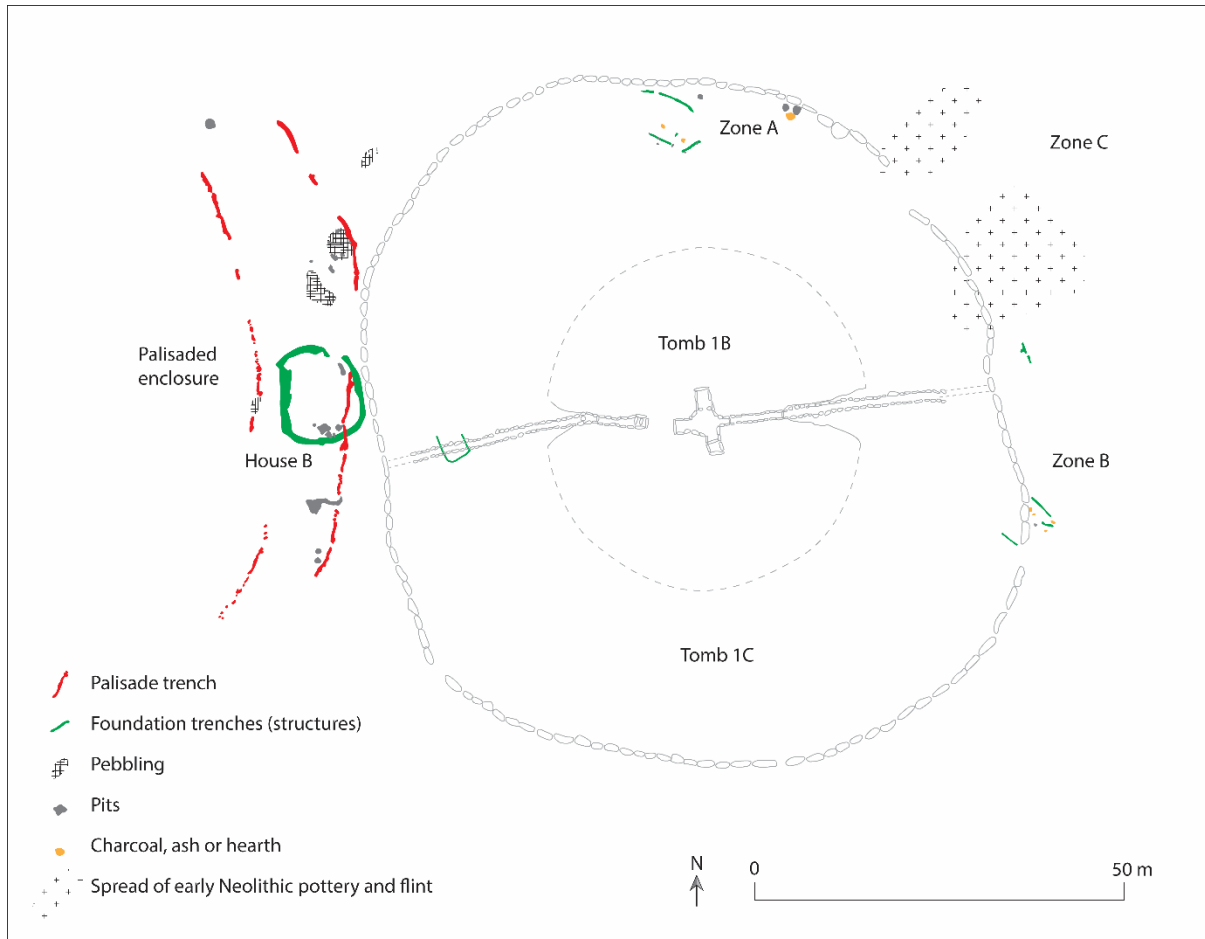 Zone A
Zone C
Tomb 1B
Palisaded
enclosure
House B
Zone B
Tomb 1C
Palisade trench
Foundation trenches (structures)
Pebbling
Pits
Charcoal, ash or hearth
Spread of early Neolithic pottery and flint
N
0
50 m